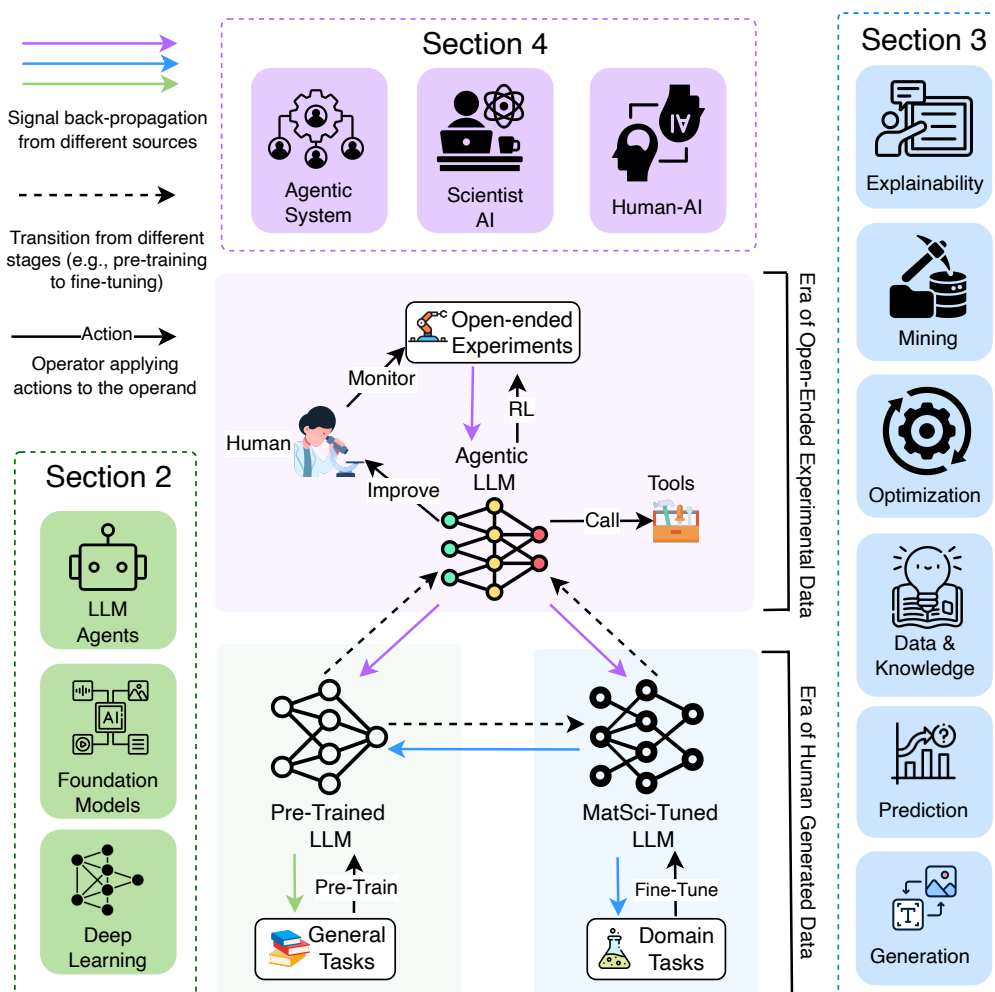 Signal back-propagation
from different sources
Transition from different
stages (e.g., pre-training
to fine-tuning)
Action
Operator applying
actions to the operand
Section 4
Agentic
System
Scientist
AI
AI
Human-AI
Section 3
Explainability
Mining
Optimization
Data &
Knowledge
?
Prediction
T
Generation
Section 2
LLM
Agents
AI
Foundation
Models
Deep
Learning
Open-ended
Experiments
Monitor
RL
Human
Agentic
LLM
Improve
Call
Tools
Era of Open-Ended Experimental Data
Pre-Trained
LLM
Pre-Train
General
Tasks
MatSci-Tuned
LLM
Fine-Tune
Domain
Tasks
Era of Human Generated Data